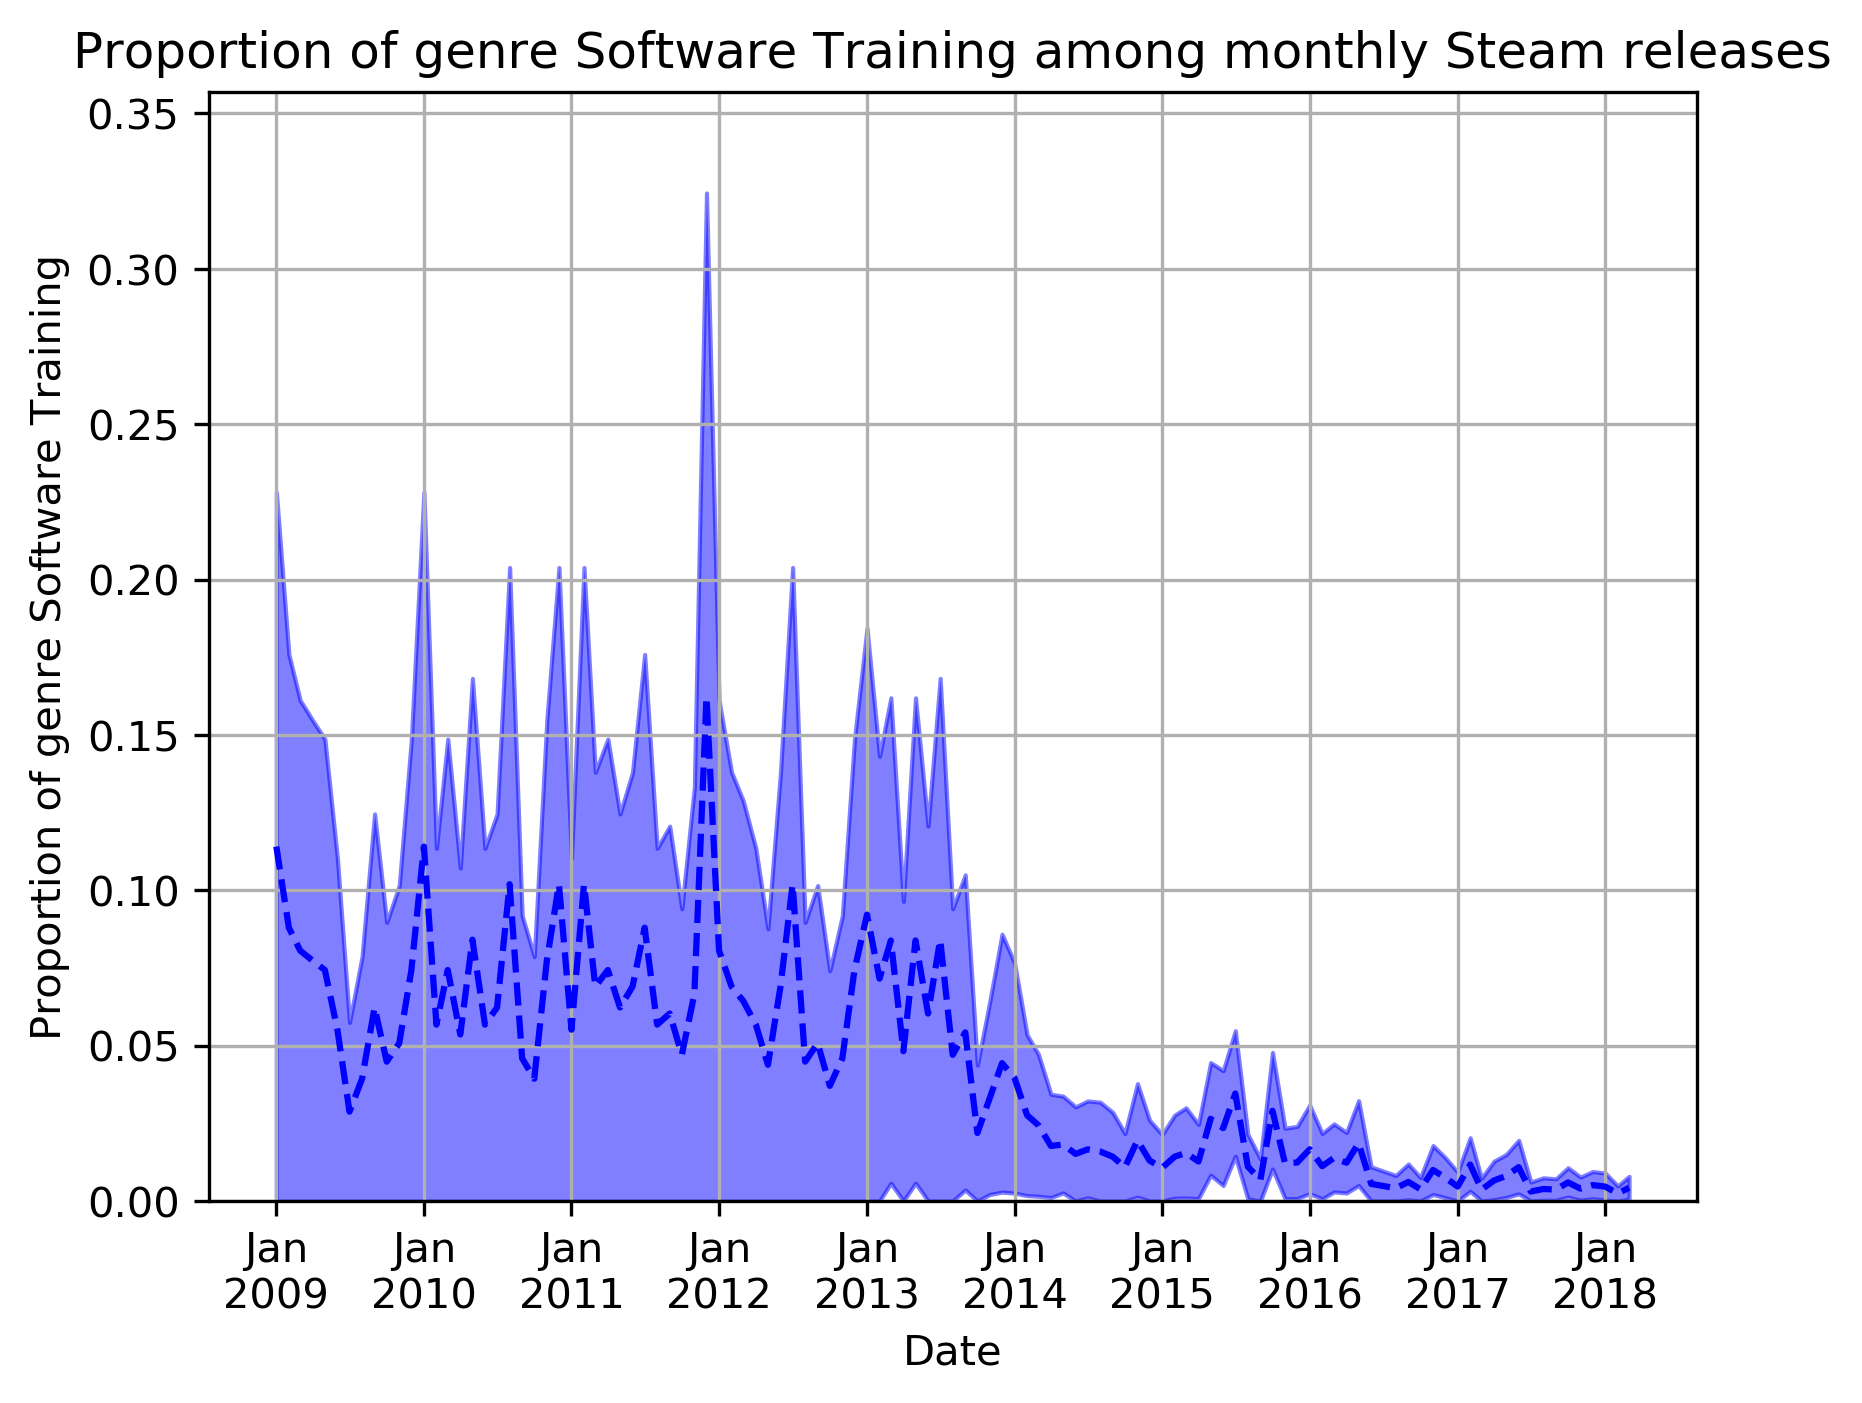 Proportion of genre Software Training among monthly Steam releases
Proportion of genre Software Training
0.35
0.30
0.25
0.20
0.15
0.10
0.05
0.00
Jan Jan Jan Jan Jan Jan Jan Jan Jan Jan
2009 2010 2011 2012 2013 2014 2015 2016 2017 2018
Date